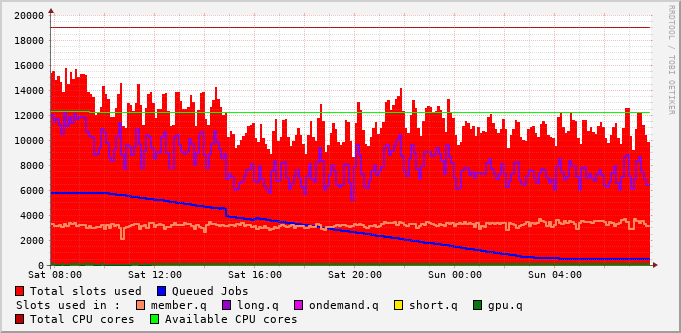 20000
18000
16000
14000
12000
10000
8000
6000
4000
2000
0
Sat 08:00 Sat 12:00 Sat 16:00 Sat 20:00 Sun 00:00 Sun 04:00
Total slots used Queued Jobs
Slots used in : member.q long.q ondemand.q short.q gpu.q
Total CPU cores Available CPU cores
RRDTOOL / TOBI OETIKER